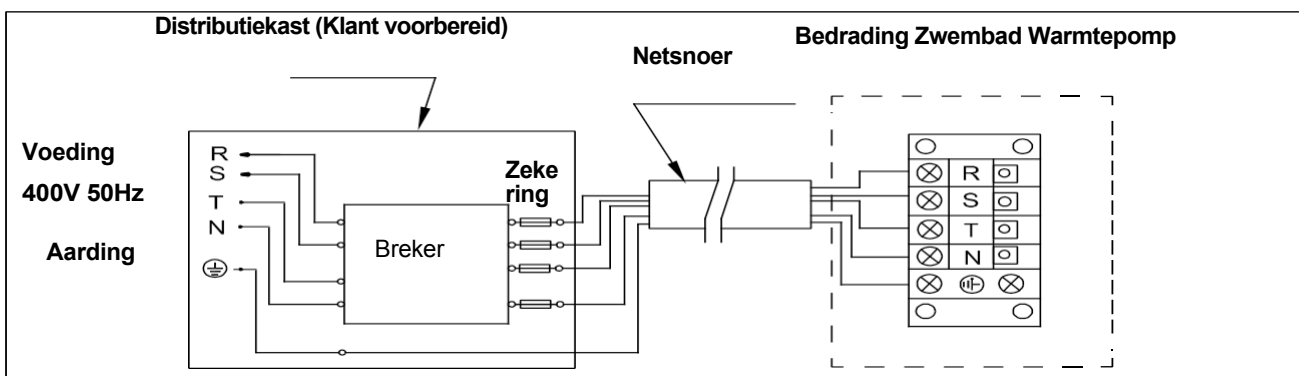 Distributiekast (Klant voorbereid)
Netsnoer
Bedrading Zwembad Warmtepomp
Voeding
400V 50Hz
Aarding
R
S
T
N
Breker
Zeke
ring
R
S
T
N